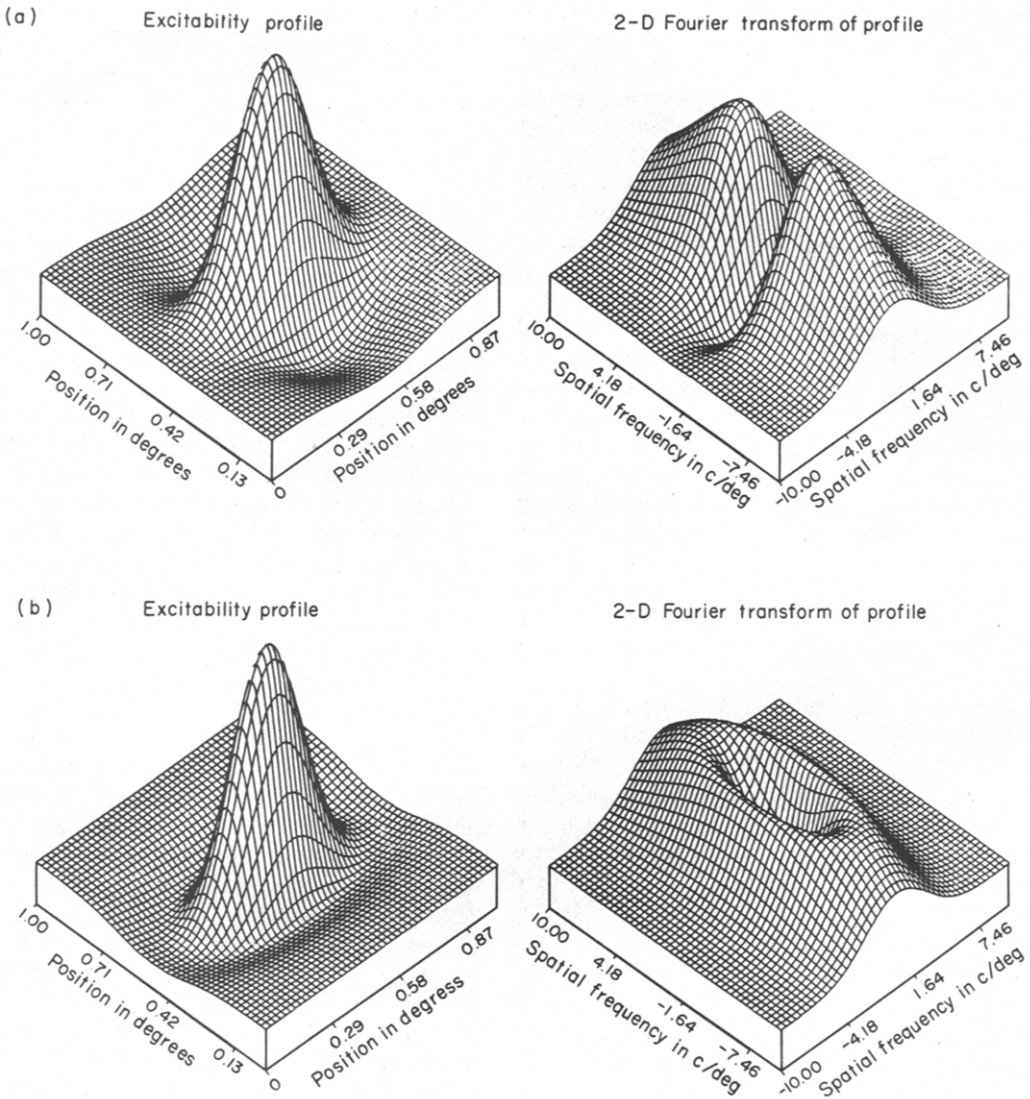 (a)
Excitability profile
2-D Fourier transform of profile
1.00
0.71
0.42
0.13
Position in degrees
0
0.29
0.58
0.87
Position in degrees
10.00
4.18
-1.64
-7.46
Spatial frequency in c/deg
-10.00
-4.18
1.64
7.46
Spatial frequency in c/deg
(b)
Excitability profile
2-D Fourier transform of profile
1.00
0.71
0.42
0.13
Position in degrees
0
0.29
0.58
0.87
Position in degress
10.00
4.18
-1.64
-7.46
Spatial frequency in c/deg
-10.00
-4.18
1.64
7.46
Spatial frequency in c/deg